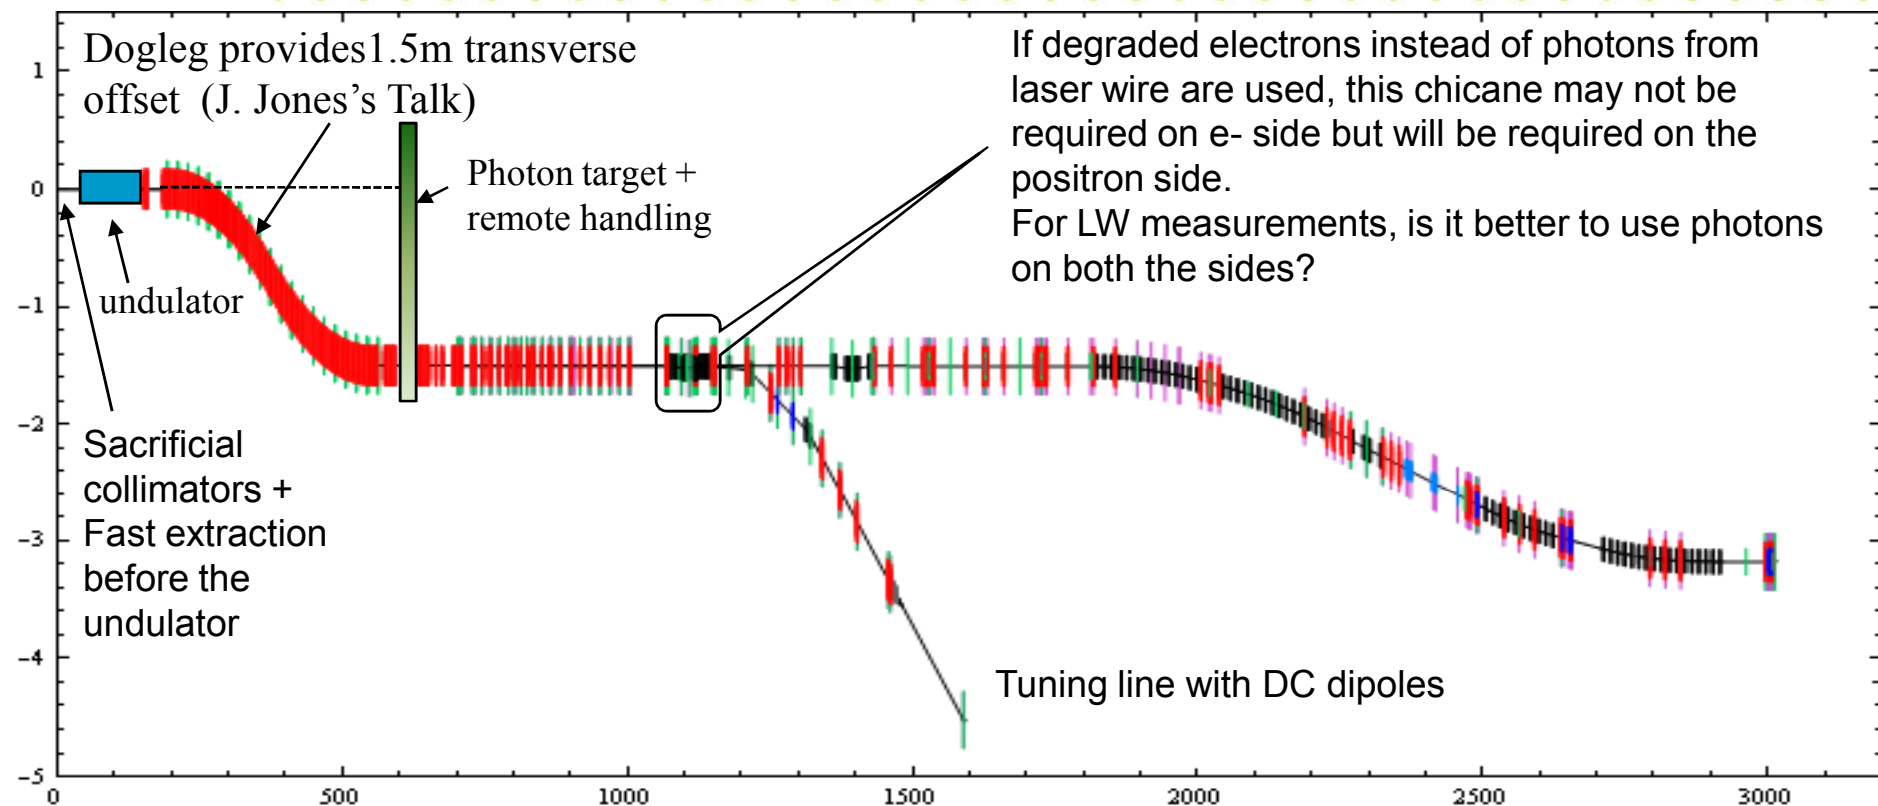 Dogleg provides1.5m transverse
offset (J. Jones's Talk)
If degraded electrons instead of photons from
laser wire are used, this chicane may not be
required on e- side but will be required on the
positron side.
For LW measurements, is it better to use photons
on both the sides?
Photon target +
remote handling
undulator
Sacrificial
collimators +
Fast extraction
before the
undulator
Tuning line with DC dipoles
1
0
-1
-2
-3
-4
-5
0
500
1000
1500
2000
2500
3000